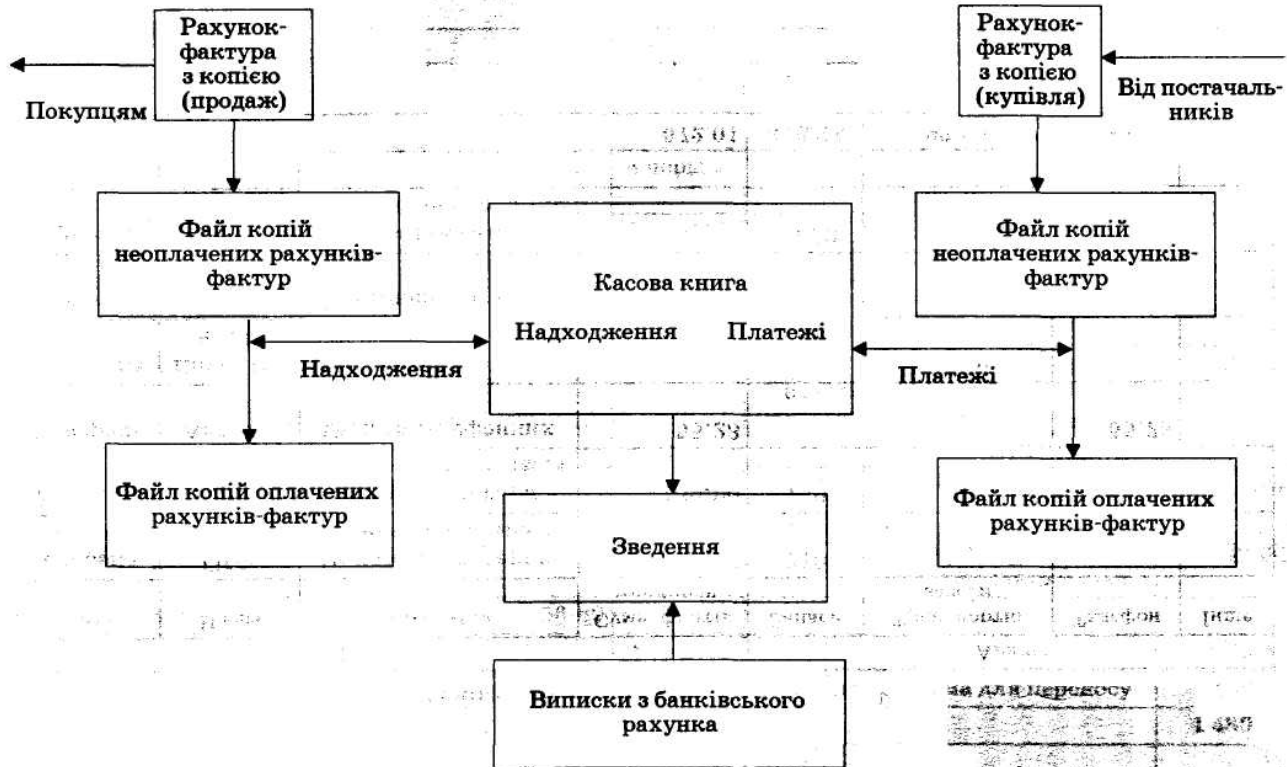 Рахунок-
фактура
з копією
(продаж)
Покупцям
Рахунок-
фактура
з копією
(купівля)
Від постачаль-
ників
Файл копій
неоплачених рахунків-
фактур
Касова книга
Надходження Платежі
Файл копій
неоплачених рахунків-
фактур
Надходження
Платежі
Файл копій оплачених
рахунків-фактур
Зведення
Файл копій оплачених
рахунків-фактур
Виписки з банківського
рахунка
для переносу